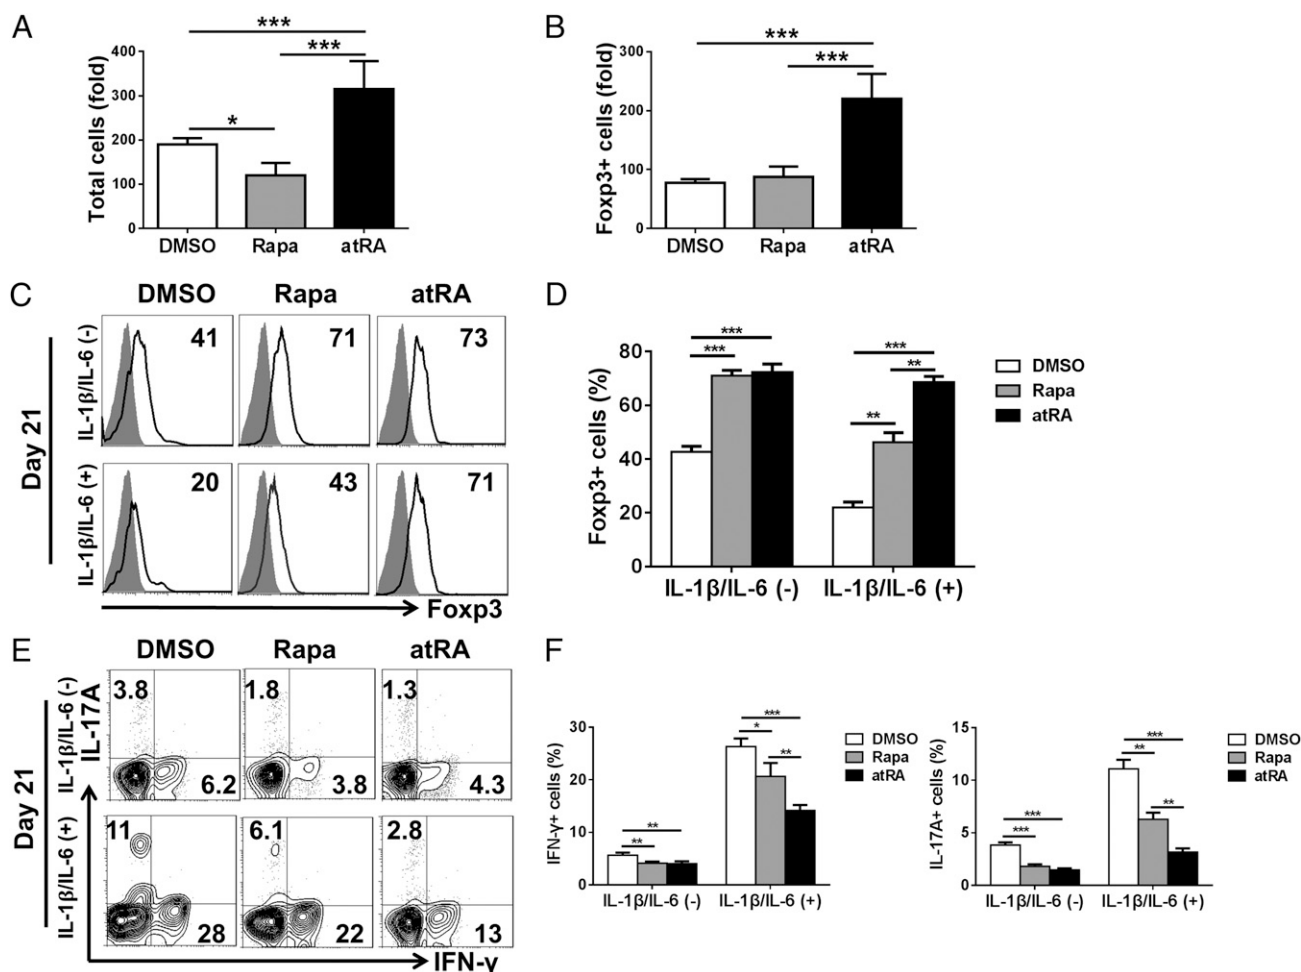 A
***
***
*
Total cells (fold)
400
300
200
100
0
DMSO Rapa atRA
B
***
***
Foxp3+ cells (fold)
300
200
100
0
DMSO Rapa atRA
C
DMSO Rapa atRA
Day 21
IL-1β/IL-6 (-)
41 71 73
IL-1β/IL-6 (+)
20 43 71
Foxp3
D
Foxp3+ cells (%)
80
60
40
20
0
***
***
***
**
**
IL-1β/IL-6 (-) IL-1β/IL-6 (+)
DMSO
Rapa
atRA
E
DMSO Rapa atRA
Day 21
IL-1β/IL-6 (-)
IL-17A
3.8 1.8 1.3
6.2 3.8 4.3
IL-1β/IL-6 (+)
11 6.1 2.8
28 22 13
IFN-γ
F
IFN-γ+ cells (%)
30
20
10
0
**
**
***
*
**
IL-1β/IL-6 (-) IL-1β/IL-6 (+)
DMSO
Rapa
atRA
IL-17A+ cells (%)
15
10
5
0
***
***
***
**
**
IL-1β/IL-6 (-) IL-1β/IL-6 (+)
DMSO
Rapa
atRA